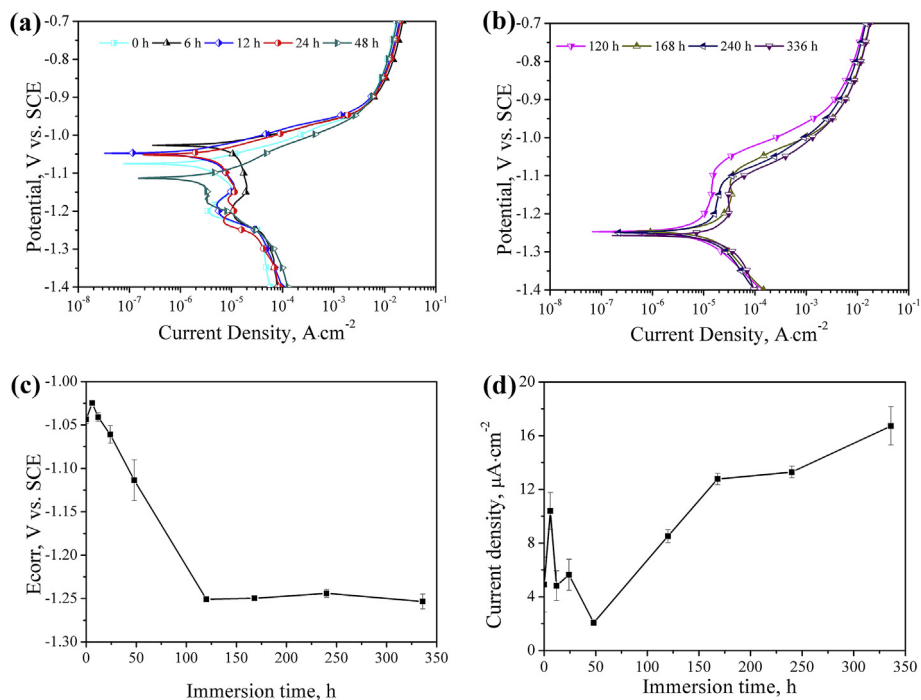 (a)
0 h 6 h 12 h 24 h 48 h
-0.7
-0.8
-0.9
-1.0
-1.1
-1.2
-1.3
-1.4
Potential, V vs. SCE
10⁻⁸ 10⁻⁷ 10⁻⁶ 10⁻⁵ 10⁻⁴ 10⁻³ 10⁻² 10⁻¹
Current Density, A·cm⁻²
(b)
120 h 168 h 240 h 336 h
-0.7
-0.8
-0.9
-1.0
-1.1
-1.2
-1.3
-1.4
Potential, V vs. SCE
10⁻⁸ 10⁻⁷ 10⁻⁶ 10⁻⁵ 10⁻⁴ 10⁻³ 10⁻² 10⁻¹
Current Density, A·cm⁻²
(c)
-1.00
-1.05
-1.10
-1.15
-1.20
-1.25
-1.30
Ecorr, V vs. SCE
0 50 100 150 200 250 300 350
Immersion time, h
(d)
20
16
12
8
4
0
Current density, μA·cm⁻²
0 50 100 150 200 250 300 350
Immersion time, h